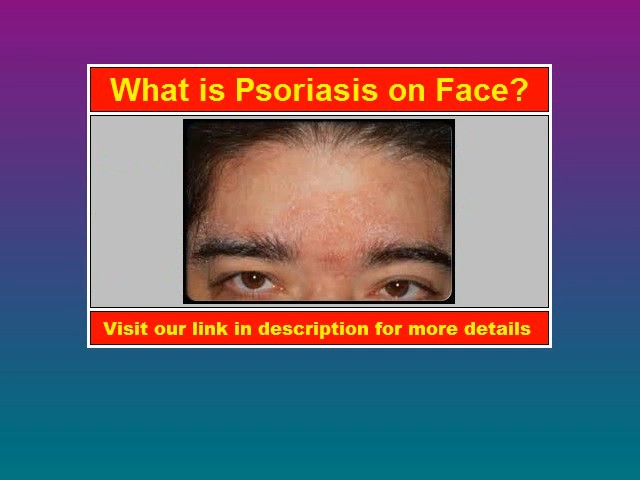 What is Psoriasis on Face?
Visit our link in description for more details